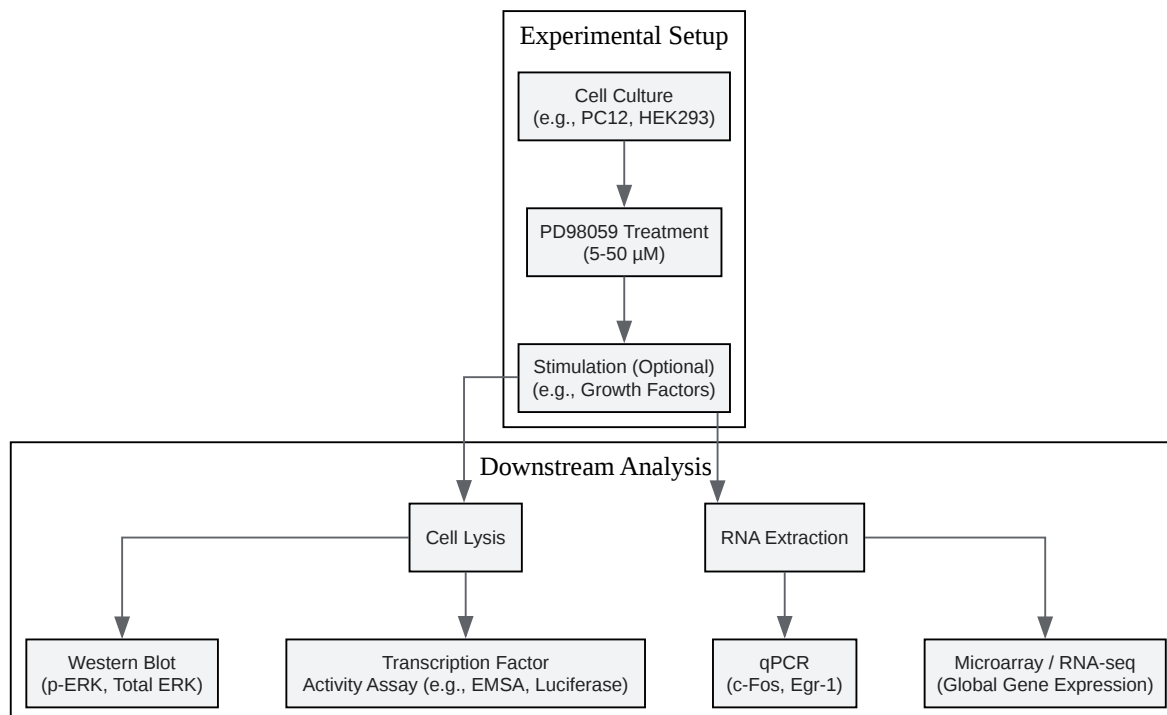 Experimental Setup
Cell Culture
(e.g., PC12, HEK293)
PD98059 Treatment
(5-50 µM)
Stimulation (Optional)
(e.g., Growth Factors)
Downstream Analysis
Cell Lysis
RNA Extraction
Western Blot
(p-ERK, Total ERK)
Transcription Factor
Activity Assay (e.g., EMSA, Luciferase)
qPCR
(c-Fos, Egr-1)
Microarray / RNA-seq
(Global Gene Expression)